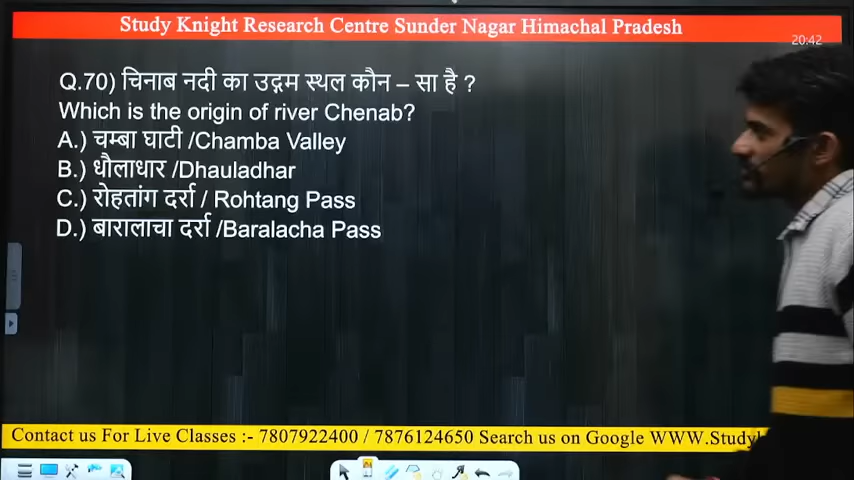 Study Knight Research Centre Sunder Nagar Himachal Pradesh
20:42
Q.70) चिनाब नदी का उद्गम स्थल कौन – सा है ?
Which is the origin of river Chenab?
A.) चम्बा घाटी /Chamba Valley
B.) धौलाधार /Dhauladhar
C.) रोहतांग दर्रा / Rohtang Pass
D.) बारालाचा दर्रा /Baralacha Pass
Contact us For Live Classes :- 7807922400 / 7876124650 Search us on Google WWW.Study